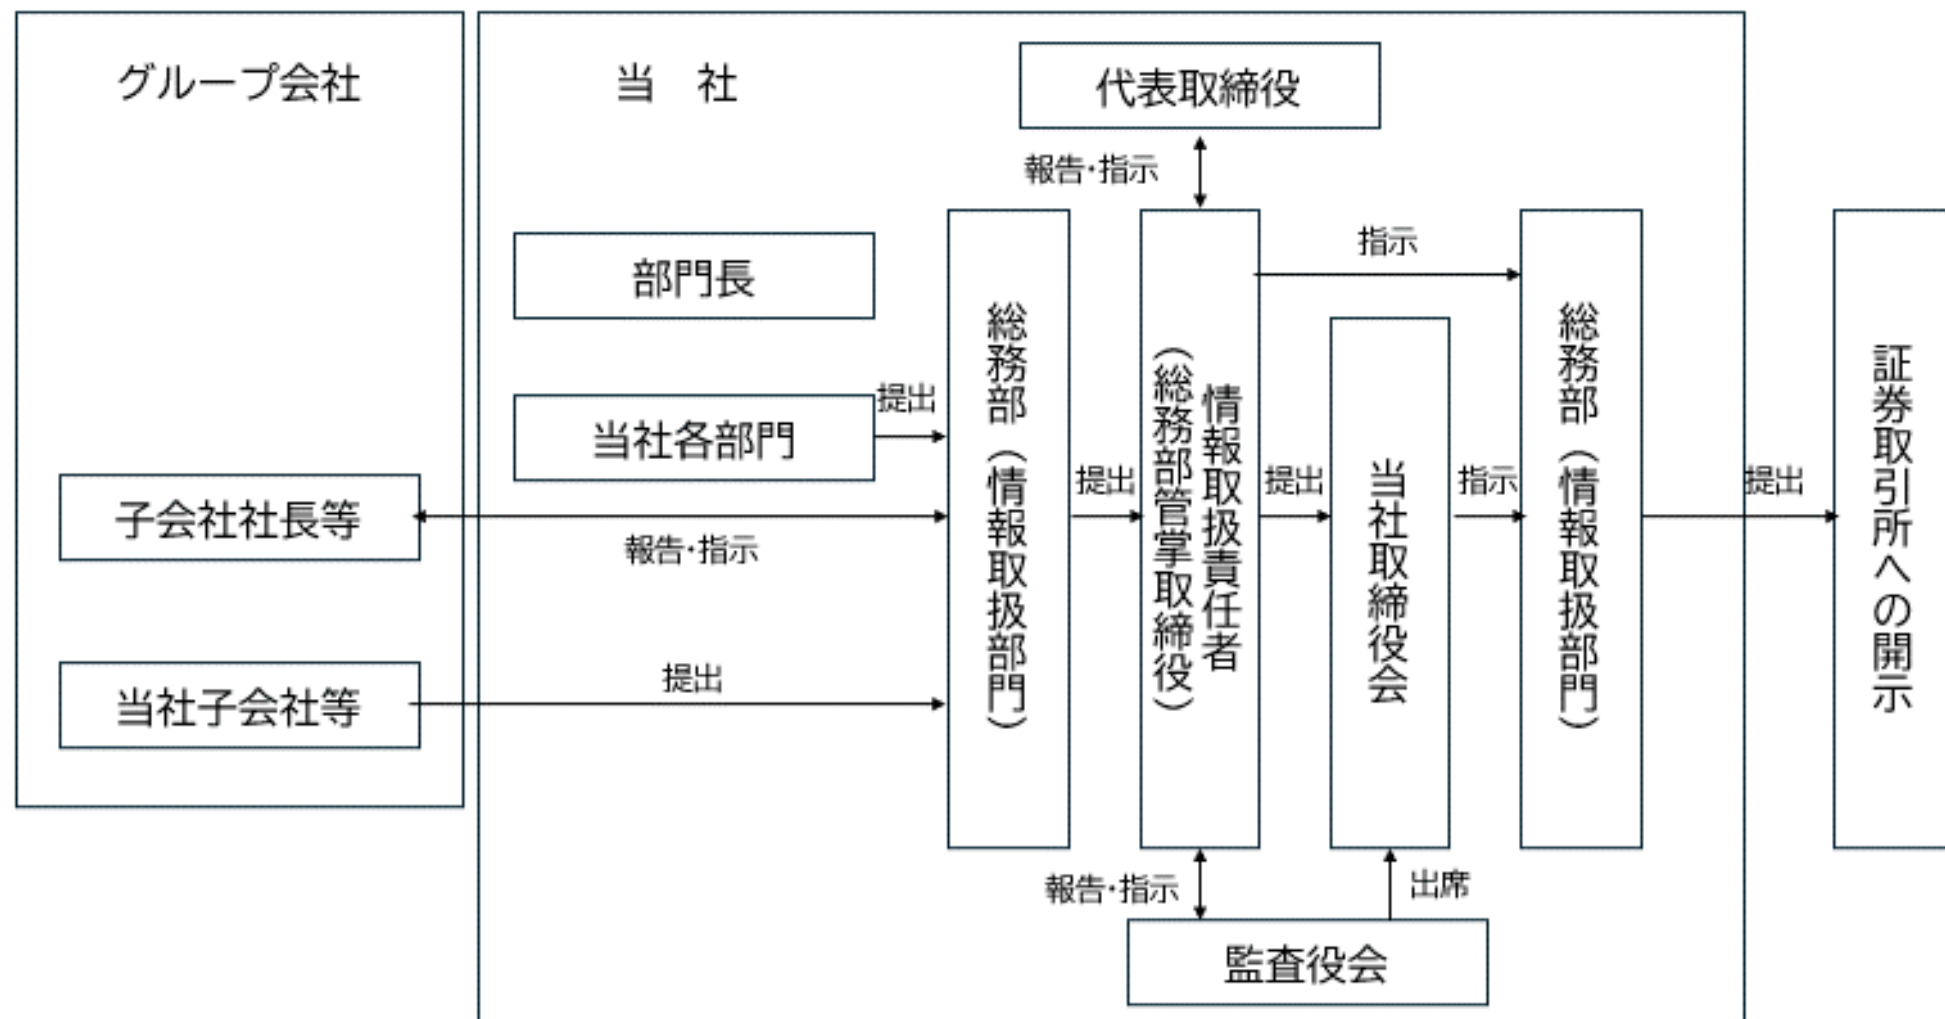 グループ会社
当　社
代表取締役
報告・指示
部門長
指示
当社各部門
提出
子会社社長等
報告・指示
当社子会社等
提出
総務部（情報取扱部門）
提出
情報取扱責任者
（総務部管掌取締役）
提出
当社取締役会
指示
総務部（情報取扱部門）
提出
証券取引所への開示
報告・指示
出席
監査役会